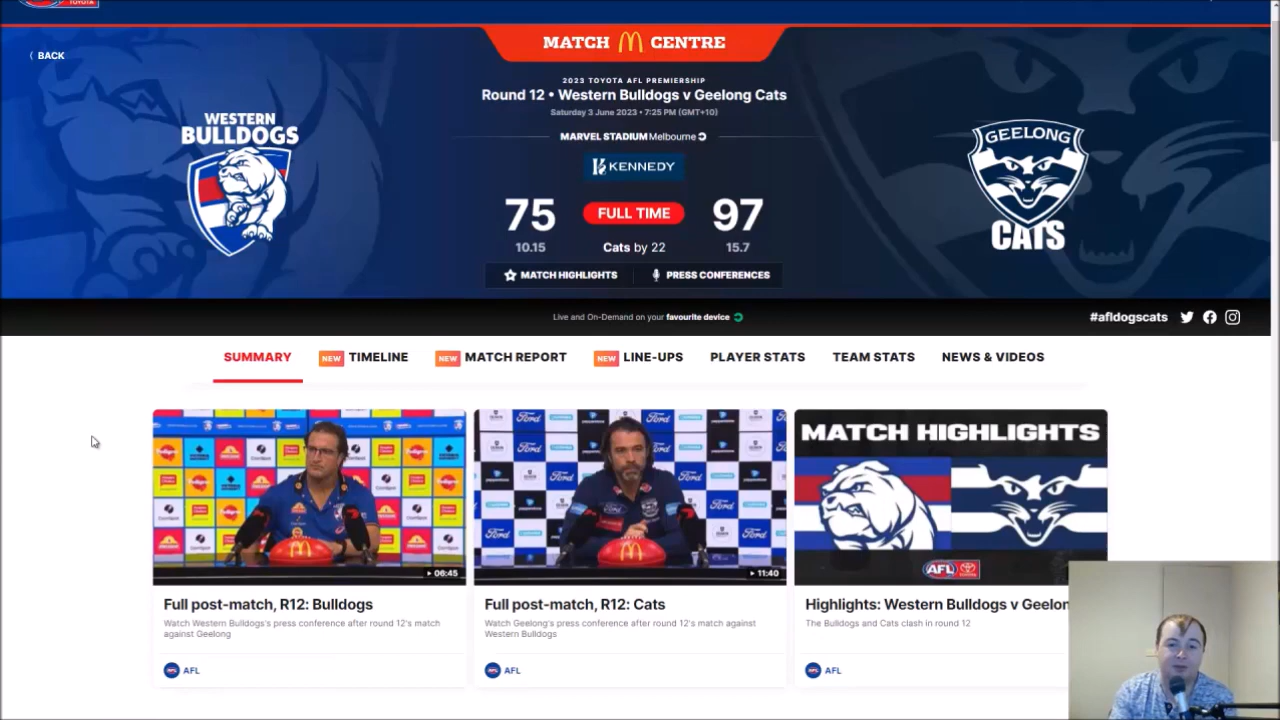 TOYOTA
BACK
MATCH CENTRE
2023 TOYOTA AFL PREMIERSHIP
Round 12 • Western Bulldogs v Geelong Cats
Saturday 3 June 2023 • 7:25 PM (GMT+10)
MARVEL STADIUM Melbourne
KENNEDY
WESTERN
BULLDOGS
GEELONG
CATS
75 FULL TIME 97
10.15 Cats by 22 15.7
MATCH HIGHLIGHTS PRESS CONFERENCES
Live and On-Demand on your favourite device
#afldogscats
SUMMARY NEW TIMELINE NEW MATCH REPORT NEW LINE-UPS PLAYER STATS TEAM STATS NEWS & VIDEOS
Ford
MATCH HIGHLIGHTS
AFL
06:45
11:40
Full post-match, R12: Bulldogs
Watch Western Bulldogs's press conference after round 12's match
against Geelong
AFL
Full post-match, R12: Cats
Watch Geelong's press conference after round 12's match against
Western Bulldogs
AFL
Highlights: Western Bulldogs v Geelon
The Bulldogs and Cats clash in round 12
AFL